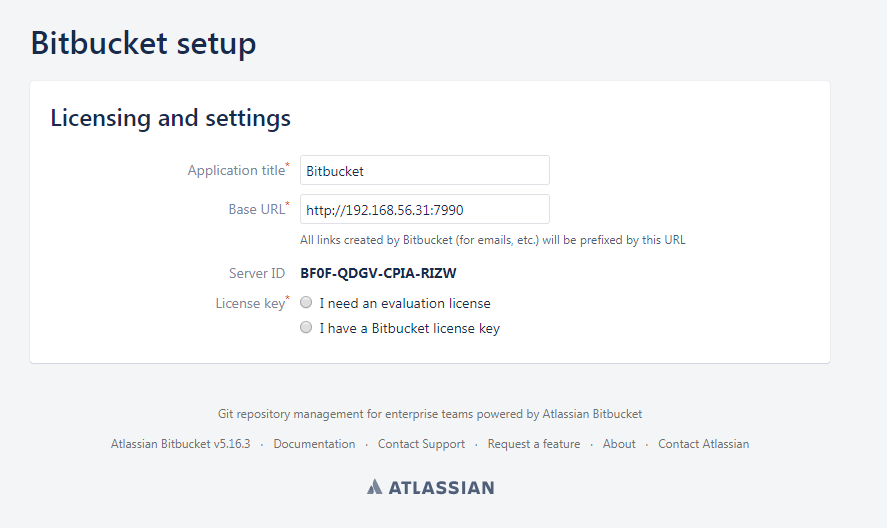 Bitbucket setup
Licensing and settings
Application title* Bitbucket
Base URL* http://192.168.56.31:7990
All links created by Bitbucket (for emails, etc.) will be prefixed by this URL
Server ID BF0F-QDGV-CPIA-RIZW
License key* I need an evaluation license
I have a Bitbucket license key
Git repository management for enterprise teams powered by Atlassian Bitbucket
Atlassian Bitbucket v5.16.3 · Documentation · Contact Support · Request a feature · About · Contact Atlassian
ATLASSIAN